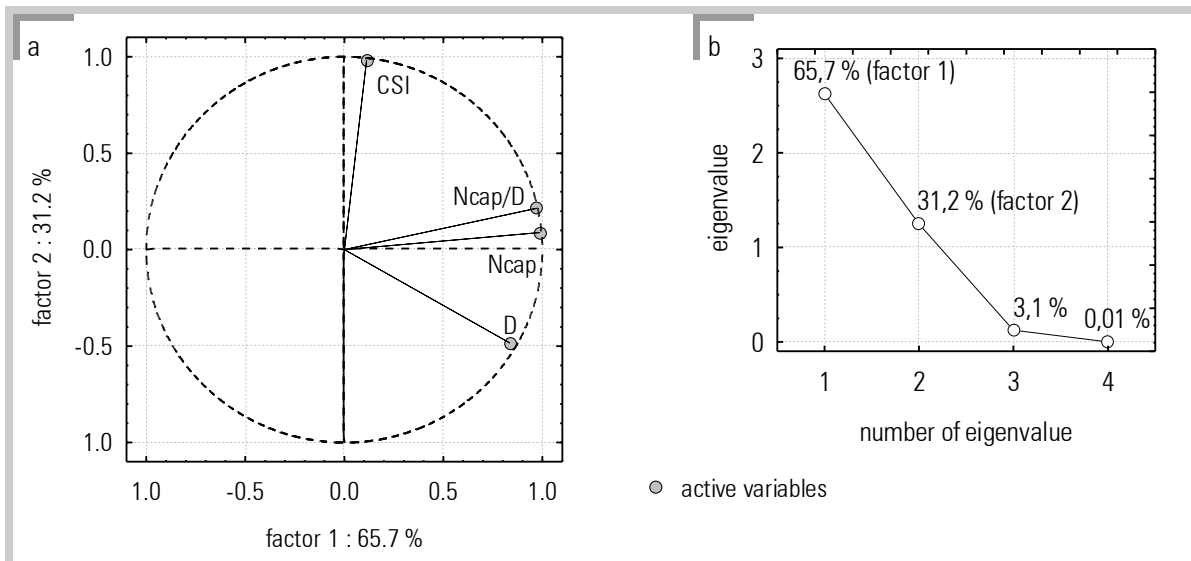 a
1.0
0.5
0.0
-0.5
1.0
factor 2 : 31.2 %
CSI
Ncap/D
Ncap
D
1.0 -0.5 0.0 0.5 1.0
factor 1 : 65.7 %
b
3
2
1
0
eigenvalue
65,7 % (factor 1)
31,2 % (factor 2)
3,1 %
0,01 %
1 2 3 4
number of eigenvalue
active variables